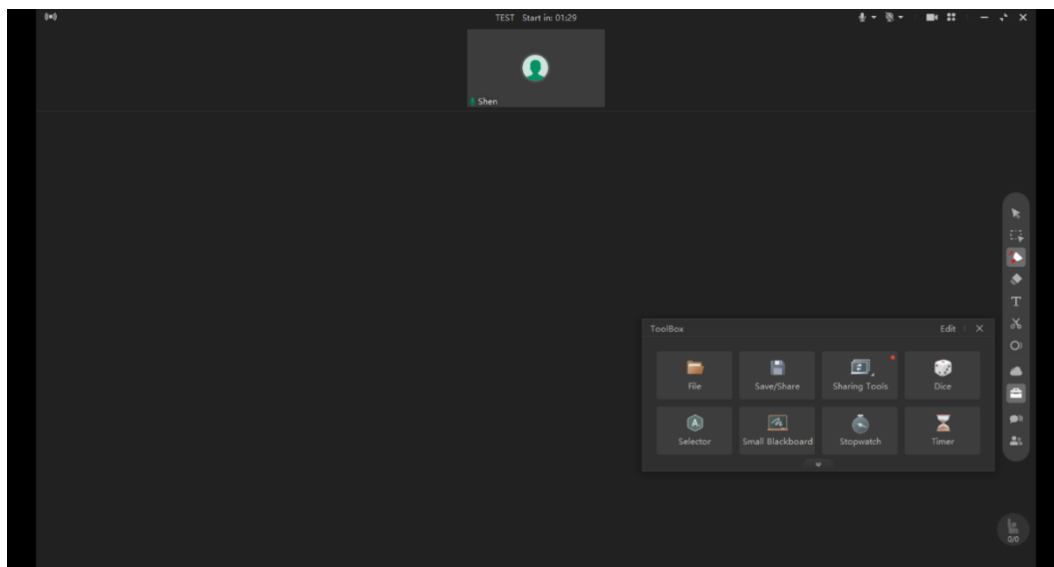 TEST Start in: 01:29
Shen
ToolBox Edit
File Save/Share Sharing Tools Dice
Selector Small Blackboard Stopwatch Timer
0/0